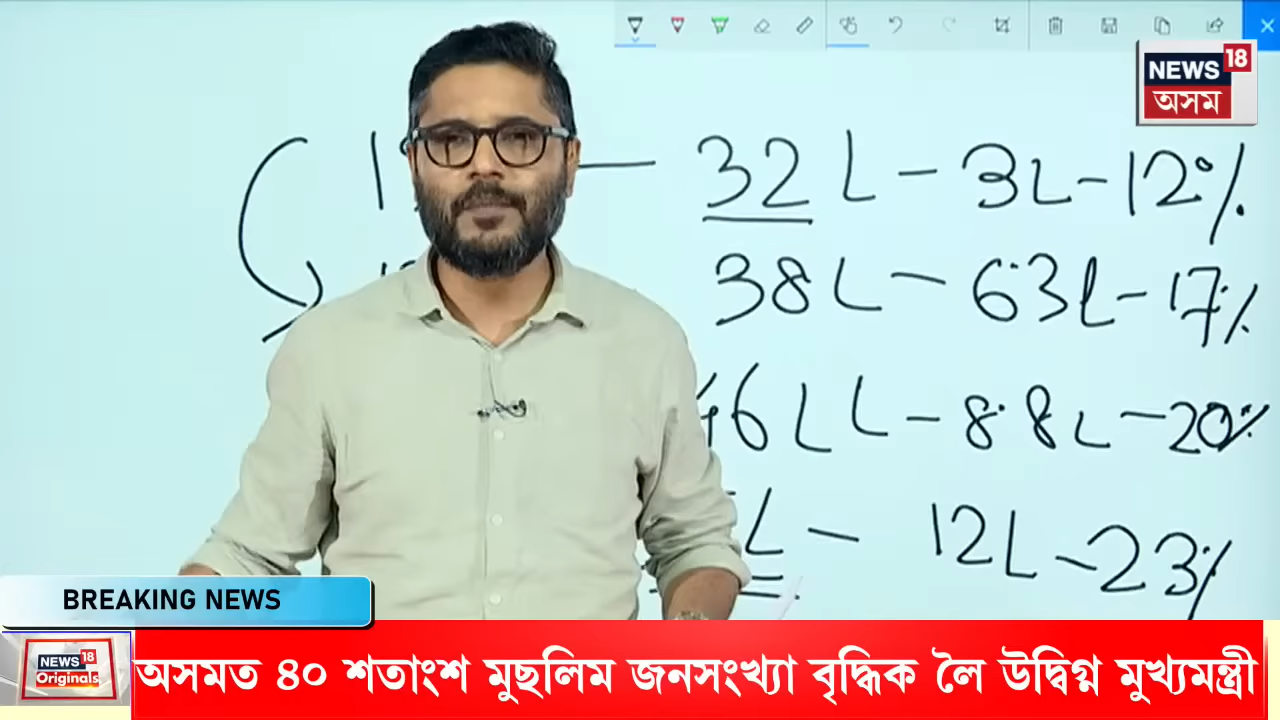 NEWS 18
অসম
32 L - 3L - 12%
38 L - 6.3L - 17%
46L L - 8.8L - 20%
L - 12L - 23%
BREAKING NEWS
NEWS 18
Originals
অসমত ৪০ শতাংশ মুছলিম জনসংখ্যা বৃদ্ধিক লৈ উদ্বিগ্ন মুখ্যমন্ত্ৰী